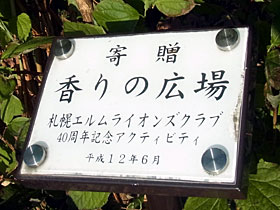 寄贈
香りの広場
札幌エルムライオンズクラブ
40周年記念アクティビティ
平成12年6月